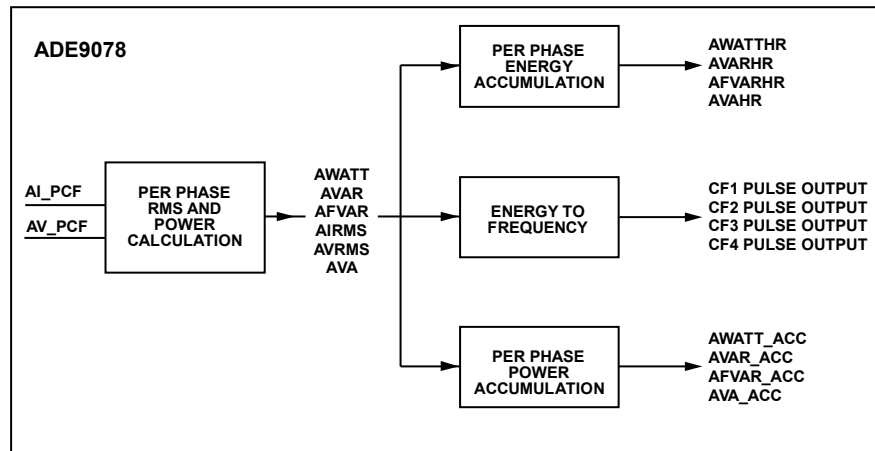 ADE9078
AI_PCF
AV_PCF
PER PHASE
RMS AND
POWER
CALCULATION
AWATT
AVAR
AFVAR
AIRMS
AVRMS
AVA
PER PHASE
ENERGY
ACCUMULATION
AWATTHR
AVARHR
AFVARHR
AVAHR
ENERGY TO
FREQUENCY
CF1 PULSE OUTPUT
CF2 PULSE OUTPUT
CF3 PULSE OUTPUT
CF4 PULSE OUTPUT
PER PHASE
POWER
ACCUMULATION
AWATT_ACC
AVAR_ACC
AFVAR_ACC
AVA_ACC